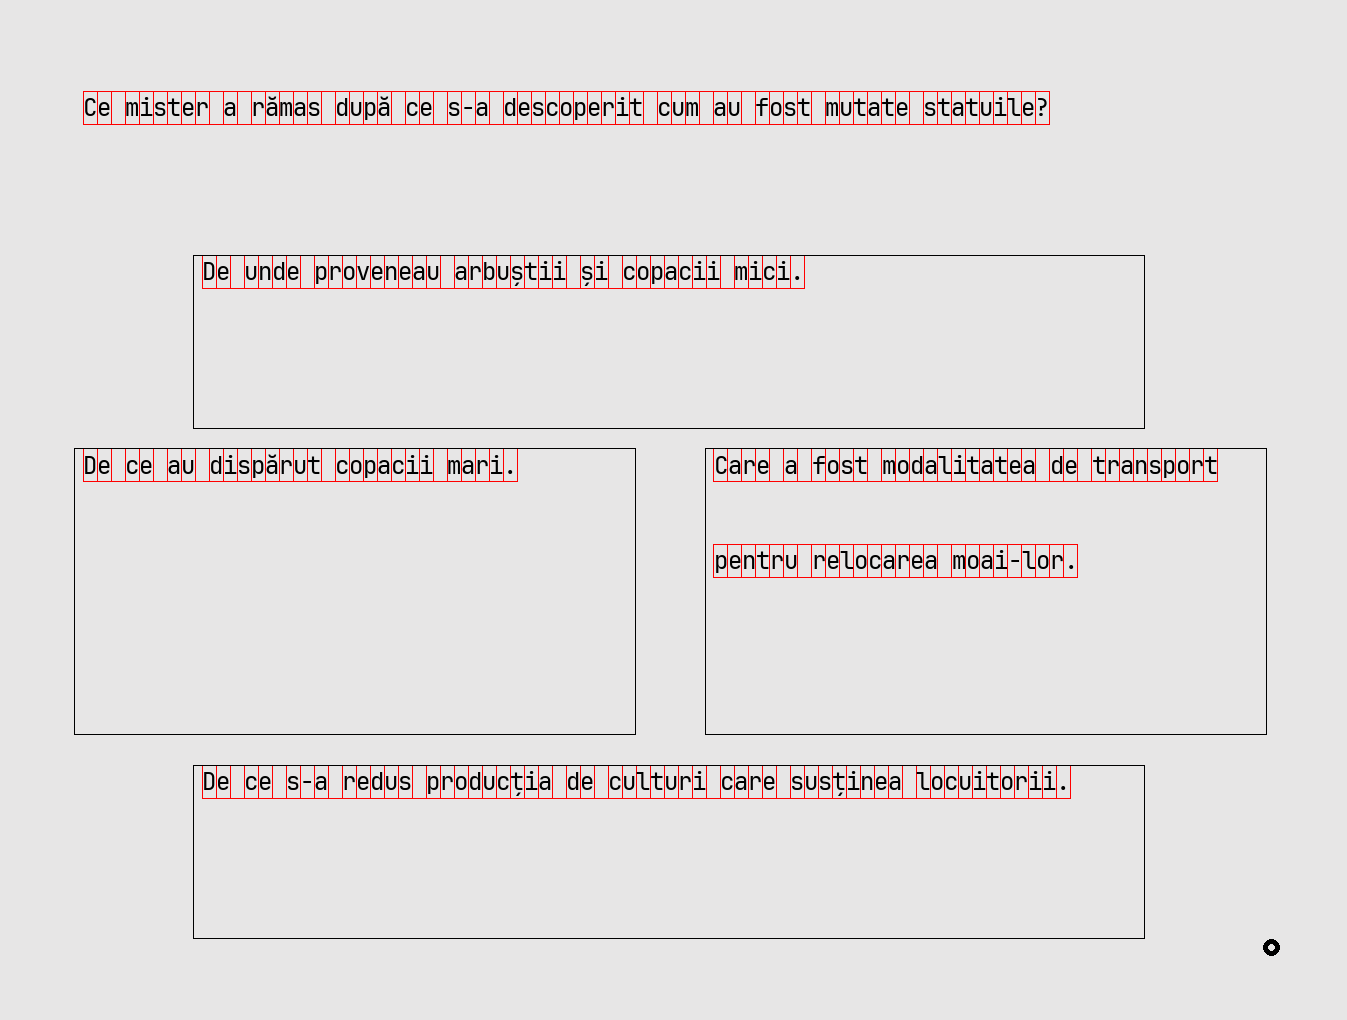 Ce mister a rămas după ce s-a descoperit cum au fost mutate statuile?
De unde proveneau arbuștii și copacii mici.
De ce au dispărut copacii mari.
Care a fost modalitatea de transport
pentru relocarea moai-lor.
De ce s-a redus producția de culturi care susținea locuitorii.